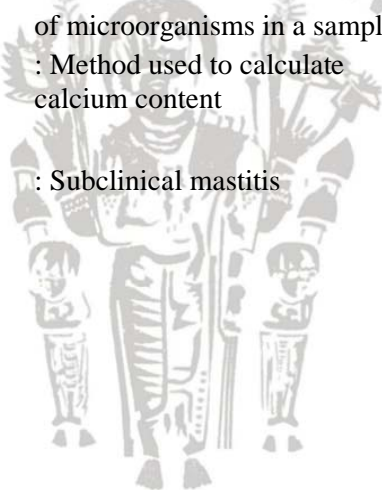 of microorganisms in a sampl
: Method used to calculate
calcium content
: Subclinical mastitis